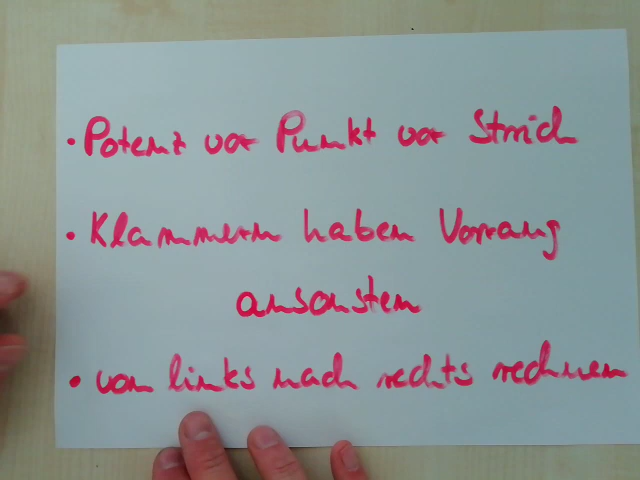 • Potenz vor Punkt vor Strich
• Klammern haben Vorrang
ansonsten
• von links nach rechts rechnen